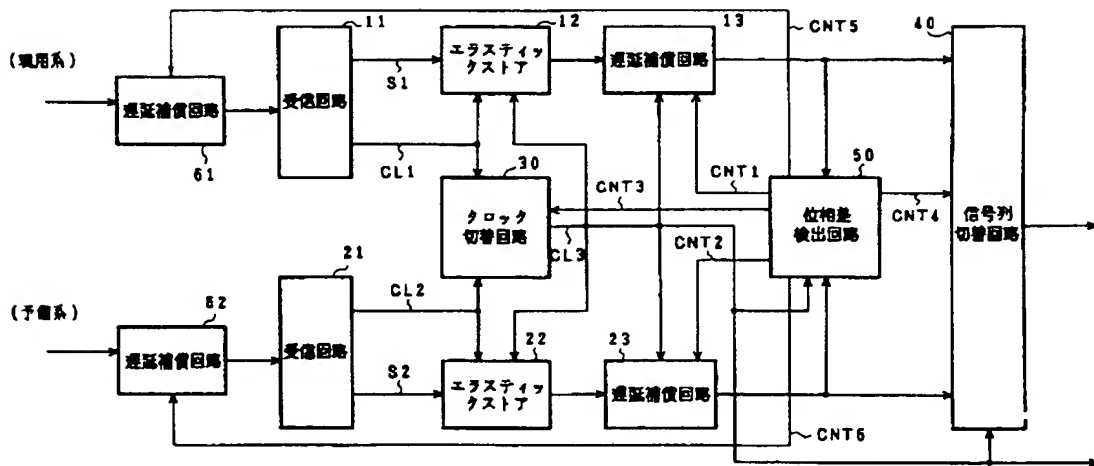 (現用系)
遅延補償回路
61
11
受信回路
S1
CL1
12
エラスティッ
クストア
13
遅延補償回路
CNT5
40
信号列
切替回路
30
クロック
切替回路
CL3
CNT3
CNT1
CNT2
50
位相差
検出回路
CNT4
(予備系)
62
遅延補償回路
21
受信回路
CL2
S2
22
エラスティッ
クストア
23
遅延補償回路
CNT6